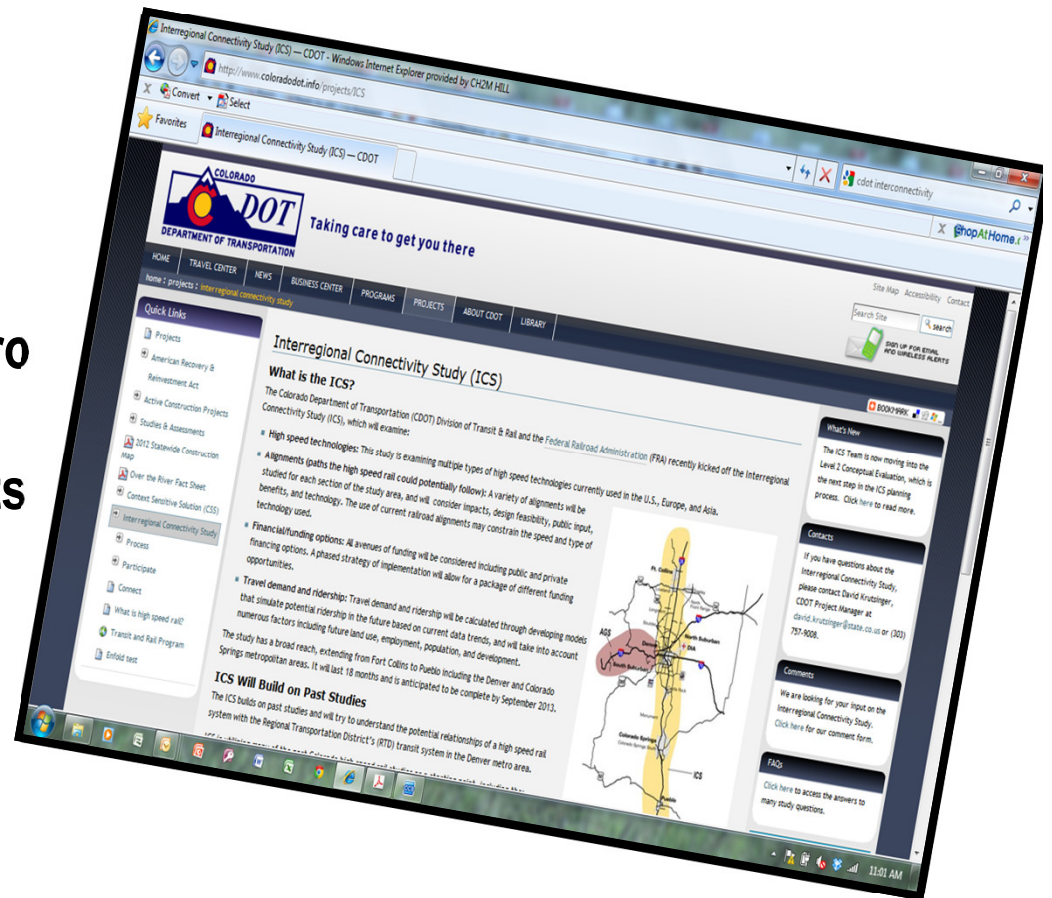 ro
ts
Interregional Connectivity Study (ICS) — CDOT - Windows Internet Explorer provided by CH2M HILL
http://www.coloradodot.info/projects/ICS
cdot interconnectivity
X Convert Select
X ShopAtHome.c »
Favorites
Interregional Connectivity Study (ICS) — CDOT
COLORADO
DOT
DEPARTMENT OF TRANSPORTATION
Taking care to get you there
Site Map Accessibility Contact
Search Site search
SIGN UP FOR EMAIL
AND WIRELESS ALERTS
HOME TRAVEL CENTER NEWS BUSINESS CENTER PROGRAMS PROJECTS ABOUT CDOT LIBRARY
home : projects : interregional connectivity study
BOOKMARK
Quick Links
Projects
American Recovery &
Reinvestment Act
Active Construction Projects
Studies & Assessments
2012 Statewide Construction
Map
Over the River Fact Sheet
Context Sensitive Solution (CSS)
Interregional Connectivity Study
Process
Participate
Connect
What is high speed rail?
Transit and Rail Program
Enfold test
Interregional Connectivity Study (ICS)
What is the ICS?
The Colorado Department of Transportation (CDOT) Division of Transit & Rail and the Federal Railroad Administration (FRA) recently kicked off the Interregional
Connectivity Study (ICS), which will examine:
High speed technologies: This study is examining multiple types of high speed technologies currently used in the U.S., Europe, and Asia.
Alignments (paths the high speed rail could potentially follow): A variety of alignments will be
studied for each section of the study area, and will consider impacts, design feasibility, public input,
benefits, and technology. The use of current railroad alignments may constrain the speed and type of
technology used.
Financial/funding options: All avenues of funding will be considered including public and private
financing options. A phased strategy of implementation will allow for a package of different funding
opportunities.
Travel demand and ridership: Travel demand and ridership will be calculated through developing models
that simulate potential ridership in the future based on current data trends, and will take into account
numerous factors including future land use, employment, population, and development.
The study has a broad reach, extending from Fort Collins to Pueblo including the Denver and Colorado
Springs metropolitan areas. It will last 18 months and is anticipated to be complete by September 2013.
ICS Will Build on Past Studies
The ICS builds on past studies and will try to understand the potential relationships of a high speed rail
system with the Regional Transportation District's (RTD) transit system in the Denver metro area.
Ft. Collins
North
Front Range
AGS
Denver
North Suburban
DIA
South Suburban
Monument
Colorado Springs
ICS
Pueblo
What's New
The ICS Team is now moving into the
Level 2 Conceptual Evaluation, which is
the next step in the ICS planning
process. Click here to read more.
Contacts
If you have questions about the
Interregional Connectivity Study,
please contact David Krutsinger,
CDOT Project Manager at
david.krutsinger@state.co.us or (303)
757-9008.
Comments
We are looking for your input on the
Interregional Connectivity Study.
Click here for our comment form.
FAQs
Click here to access the answers to
many study questions.
11:01 AM